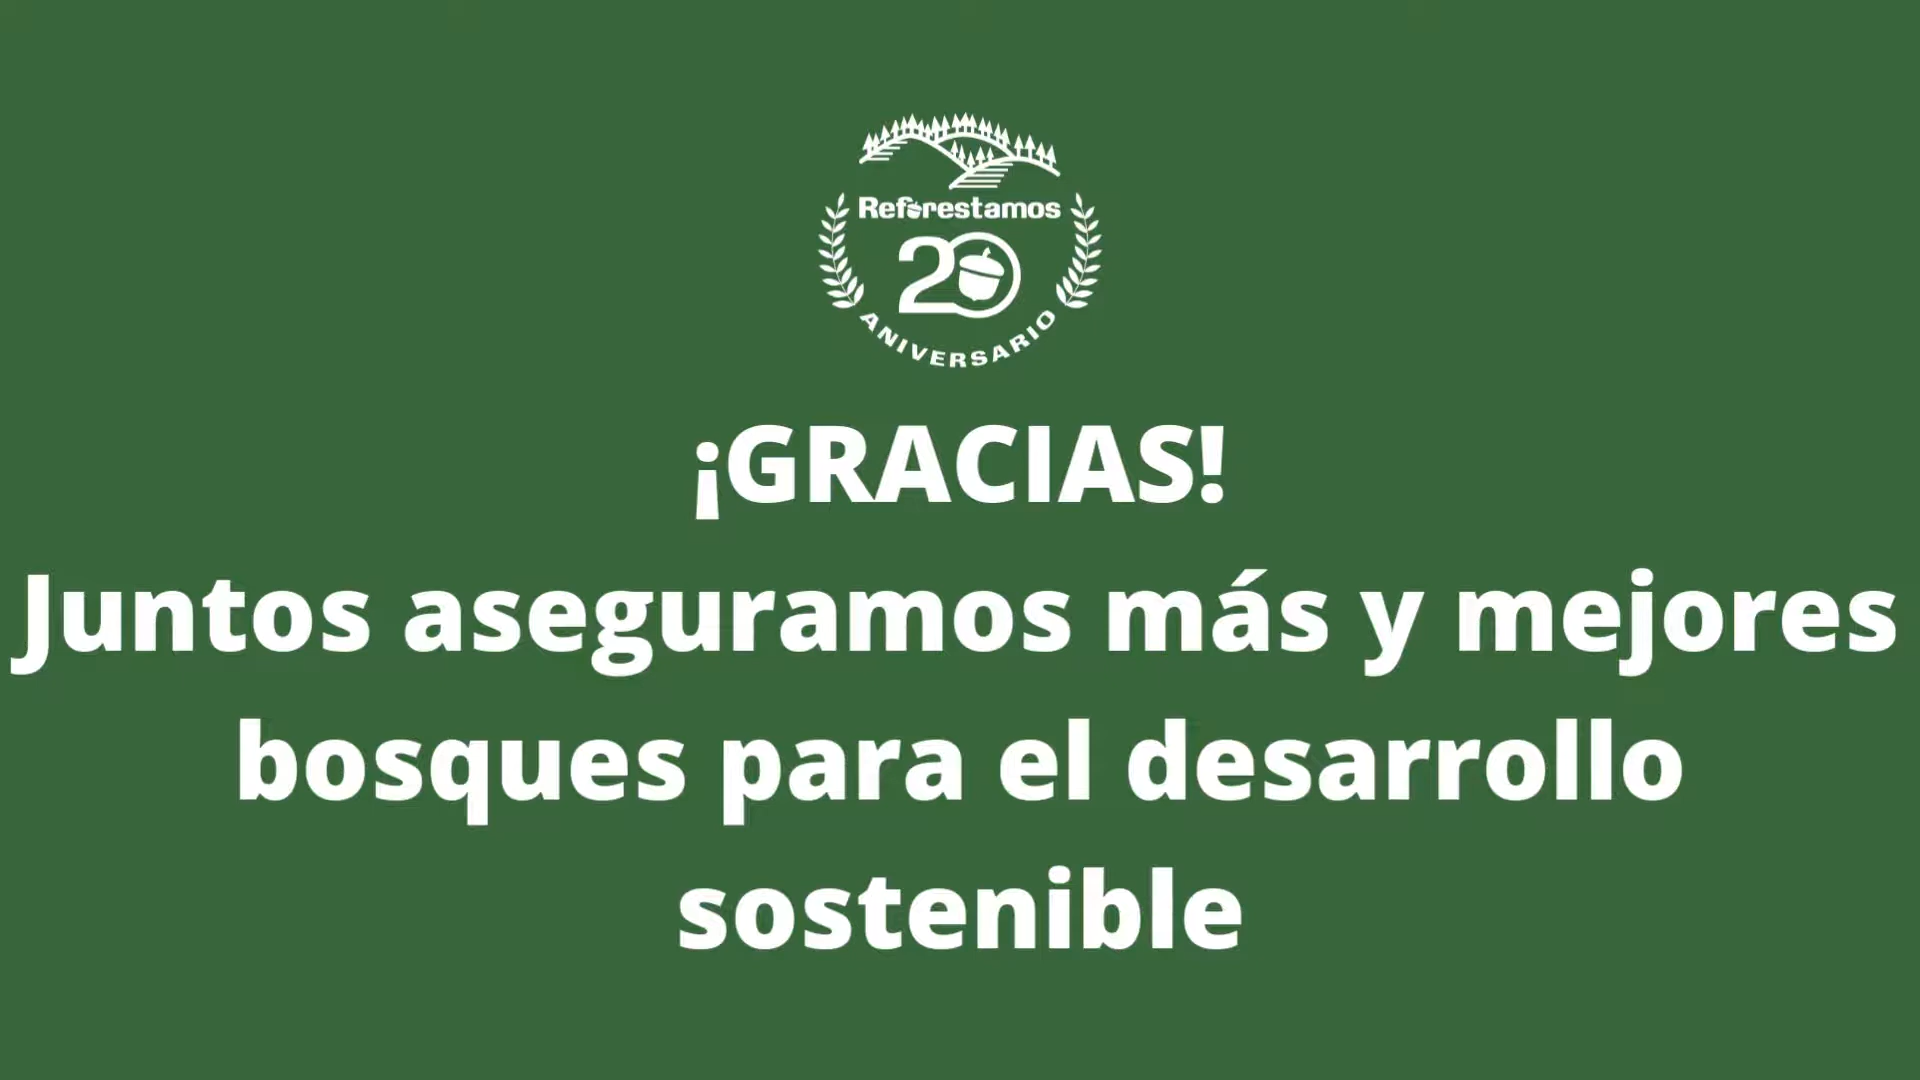 Reforestamos
20
ANIVERSARIO
¡GRACIAS!
Juntos aseguramos más y mejores
bosques para el desarrollo
sostenible